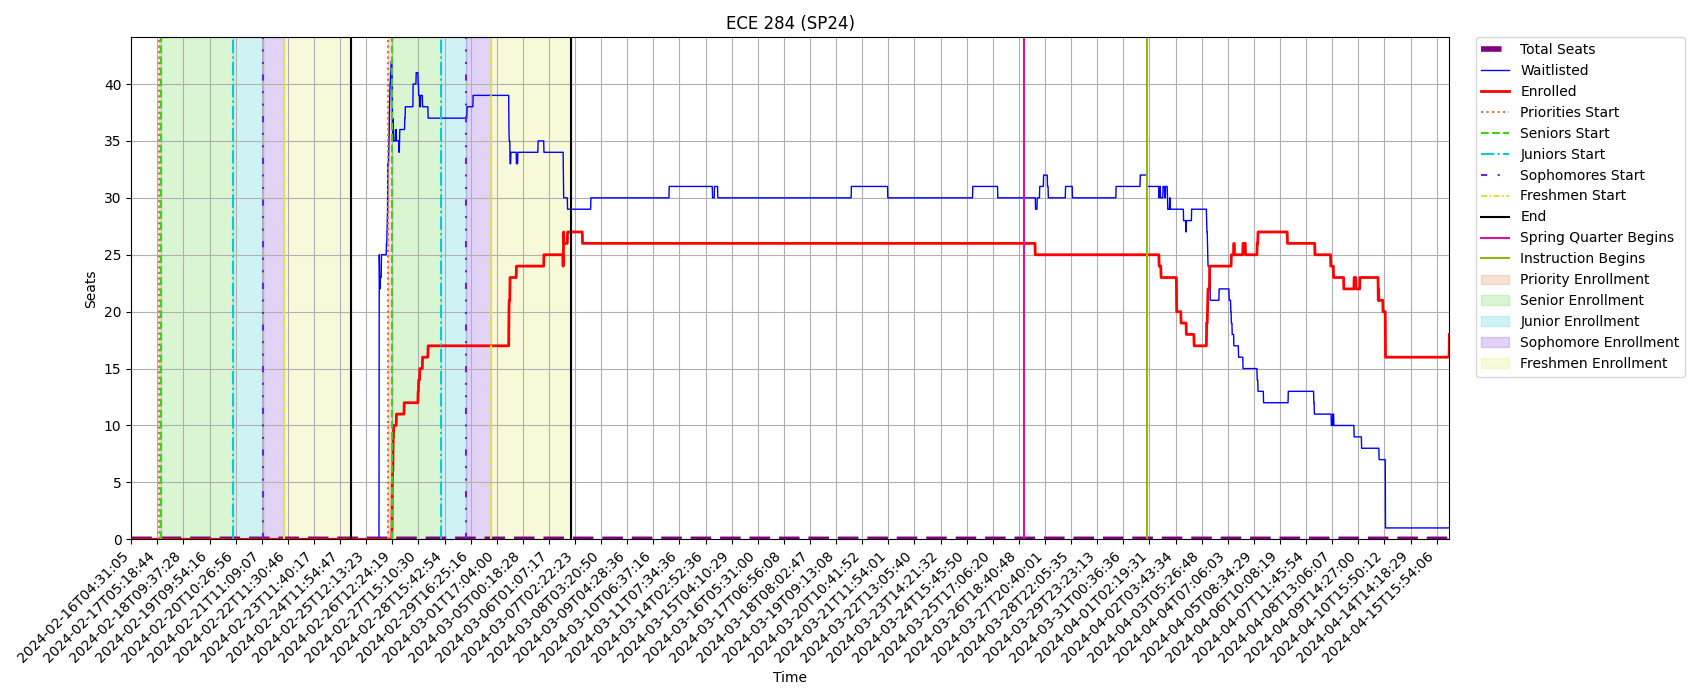 ECE 284 (SP24)
Seats
40
35
30
25
20
15
10
5
0
2024-02-16T04:31:05
2024-02-17T05:18:44
2024-02-18T09:37:28
2024-02-19T09:54:16
2024-02-20T10:26:56
2024-02-21T11:09:07
2024-02-22T11:30:46
2024-02-23T11:40:17
2024-02-24T11:54:47
2024-02-25T12:13:23
2024-02-26T12:24:19
2024-02-27T15:10:30
2024-02-28T15:42:54
2024-02-29T16:25:16
2024-03-01T17:04:00
2024-03-05T00:18:28
2024-03-06T01:07:17
2024-03-07T02:22:23
2024-03-08T03:20:50
2024-03-09T04:28:36
2024-03-10T06:37:16
2024-03-11T07:34:36
2024-03-14T02:52:36
2024-03-15T04:10:29
2024-03-16T05:31:00
2024-03-17T06:56:08
2024-03-18T08:02:47
2024-03-19T09:13:08
2024-03-20T10:41:52
2024-03-21T11:54:01
2024-03-22T13:05:40
2024-03-23T14:21:32
2024-03-24T15:45:50
2024-03-25T17:06:20
2024-03-26T18:40:48
2024-03-27T20:40:01
2024-03-28T22:05:35
2024-03-29T23:23:13
2024-03-31T00:36:36
2024-04-01T02:19:31
2024-04-02T03:43:34
2024-04-03T05:26:48
2024-04-04T07:06:03
2024-04-05T08:34:29
2024-04-06T10:08:19
2024-04-07T11:45:54
2024-04-08T13:06:07
2024-04-09T14:27:00
2024-04-10T15:50:12
2024-04-14T14:18:29
2024-04-15T15:54:06
Time
Total Seats
Waitlisted
Enrolled
Priorities Start
Seniors Start
Juniors Start
Sophomores Start
Freshmen Start
End
Spring Quarter Begins
Instruction Begins
Priority Enrollment
Senior Enrollment
Junior Enrollment
Sophomore Enrollment
Freshmen Enrollment